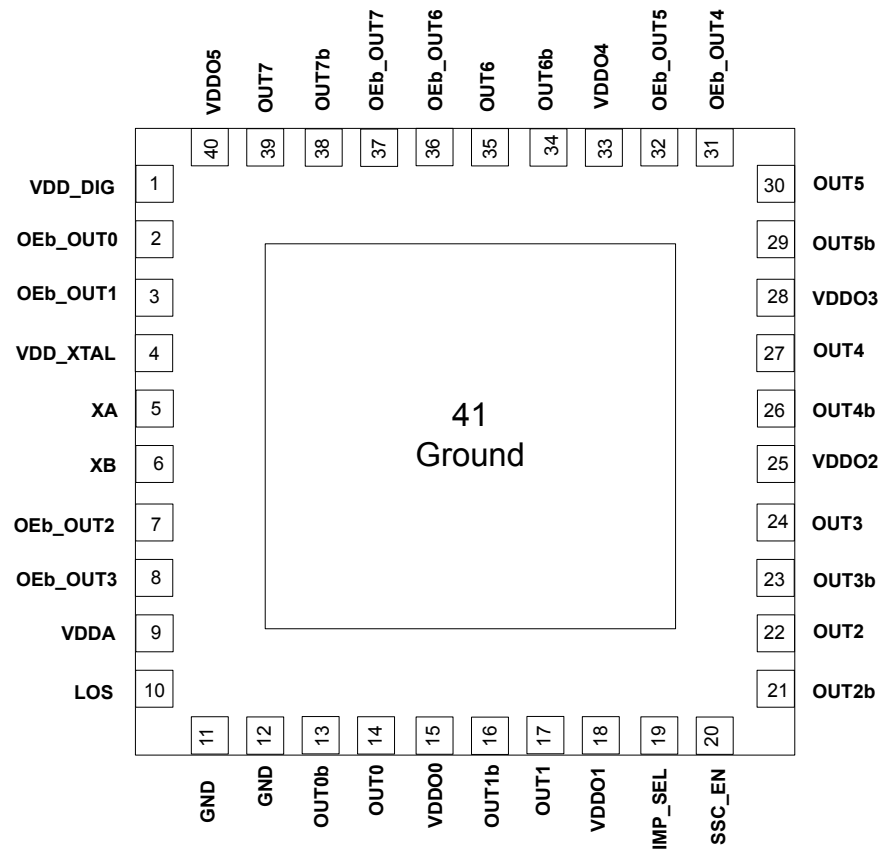 VDDO5
OUT7
OUT7b
OEb_OUT7
OEb_OUT6
OUT6
OUT6b
VDDO4
OEb_OUT5
OEb_OUT4
40
39
38
37
36
35
34
33
32
31
VDD_DIG 1
OEb_OUT0 2
OEb_OUT1 3
VDD_XTAL 4
XA 5
XB 6
OEb_OUT2 7
OEb_OUT3 8
VDDA 9
LOS 10
41
Ground
30 OUT5
29 OUT5b
28 VDDO3
27 OUT4
26 OUT4b
25 VDDO2
24 OUT3
23 OUT3b
22 OUT2
21 OUT2b
11
12
13
14
15
16
17
18
19
20
GND
GND
OUT0b
OUT0
VDDO0
OUT1b
OUT1
VDDO1
IMP_SEL
SSC_EN